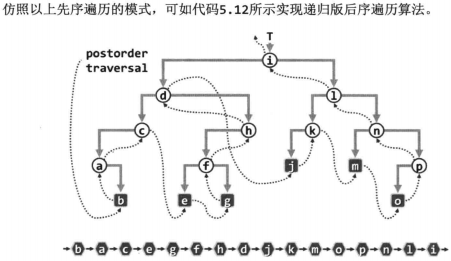 仿照以上先序遍历的模式，可如代码5.12所示实现递归版后序遍历算法。
T
postorder
traversal
i
d
l
c
h
k
n
a
f
j
m
p
b
e
g
o
b a c e g f h d j k m o p n l i